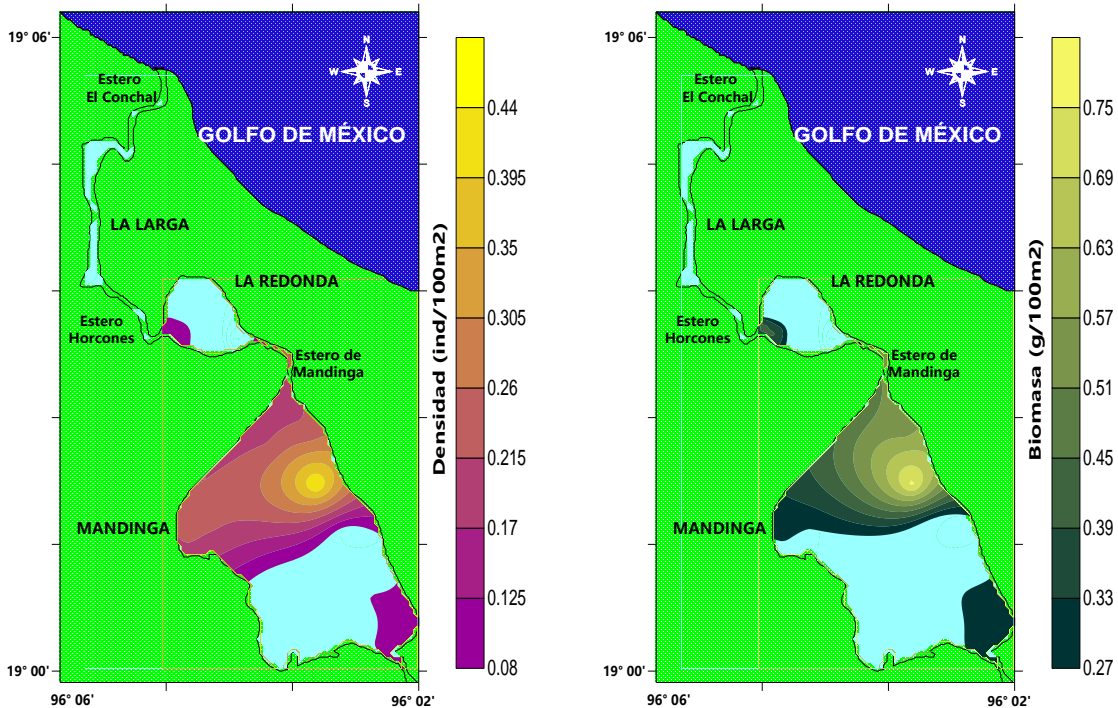 19° 06'
N
W
E
S
Estero
El Conchal
GOLFO DE MÉXICO
LA LARGA
LA REDONDA
Estero
Horcones
Estero de
Mandinga
MANDINGA
19° 00'
96° 06'
96° 02'
Densidad (ind/100m2)
0.44
0.395
0.35
0.305
0.26
0.215
0.17
0.125
0.08
19° 06'
N
W
E
S
Estero
El Conchal
GOLFO DE MÉXICO
LA LARGA
LA REDONDA
Estero
Horcones
Estero de
Mandinga
MANDINGA
19° 00'
96° 06'
96° 02'
Biomasa (g/100m2)
0.75
0.69
0.63
0.57
0.51
0.45
0.39
0.33
0.27